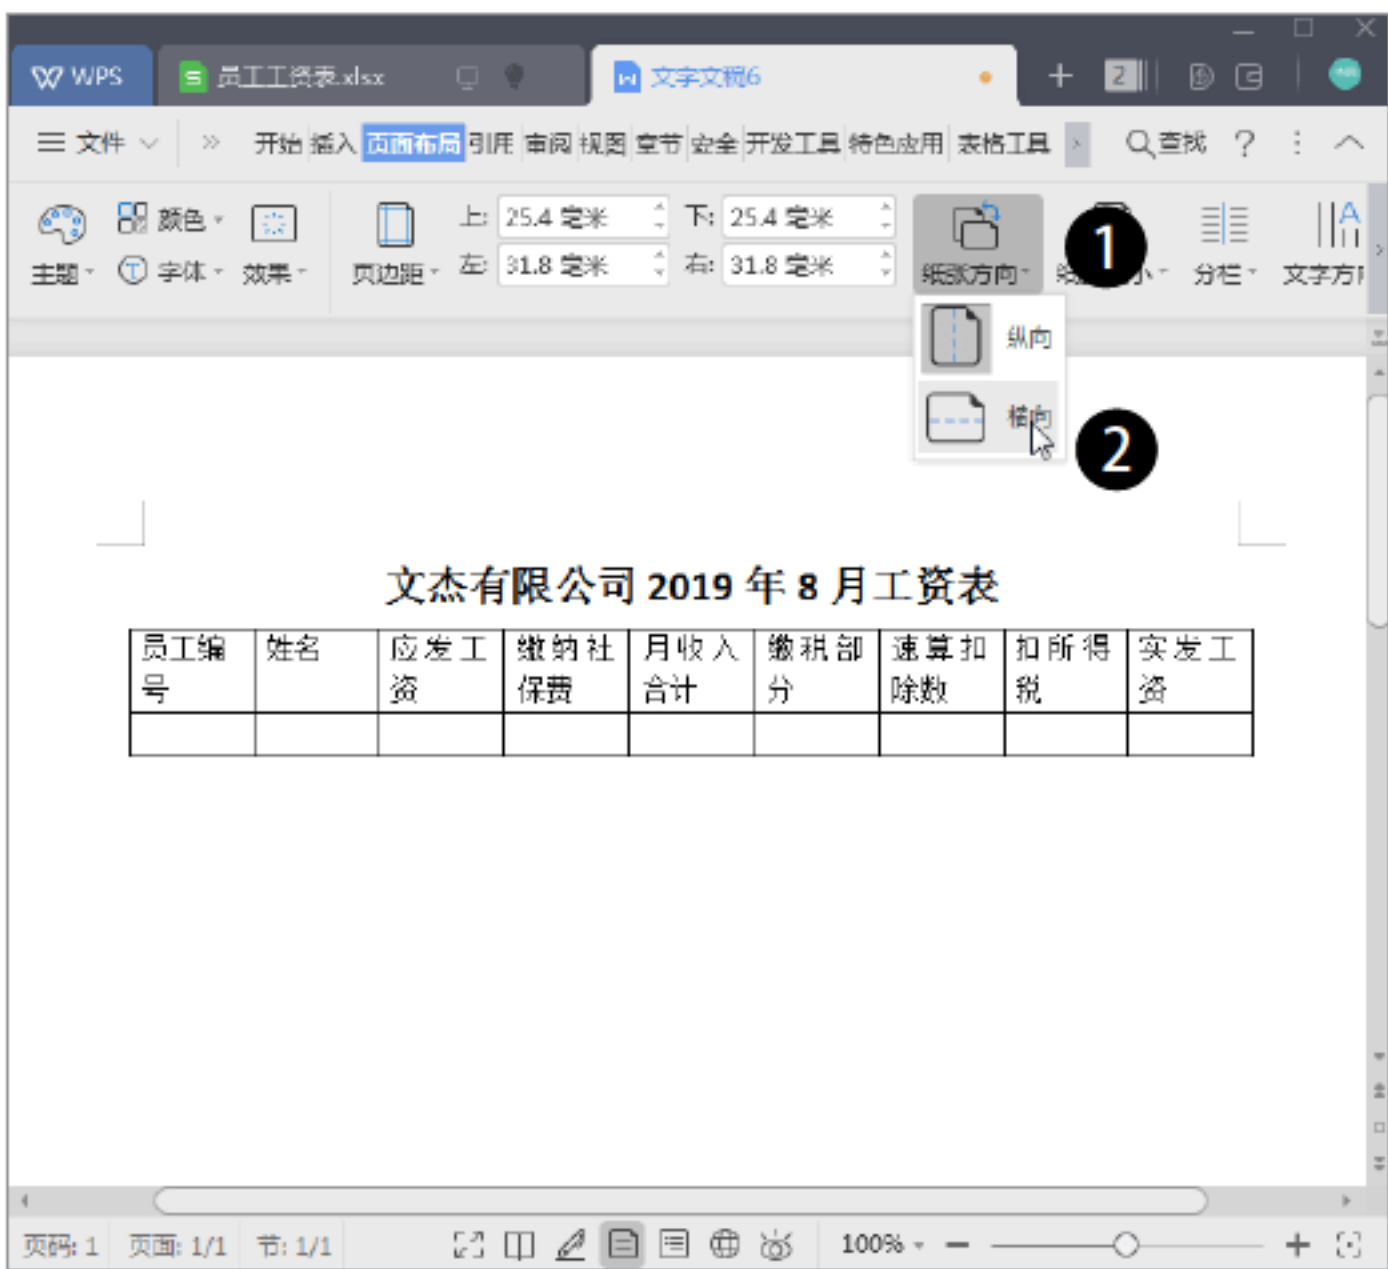 WPS 员工工资表.xlsx 文字文稿6 2
文件 开始 插入 页面布局 引用 审阅 视图 章节 安全 开发工具 特色应用 表格工具 查找 ?
颜色 上: 25.4 毫米 下: 25.4 毫米 1
主题 字体 效果 页边距 左: 31.8 毫米 右: 31.8 毫米 纸张方向 分栏 文字方
纵向
横向
2
文杰有限公司 2019 年 8 月工资表
员工编 姓名 应发工 缴纳社 月收入 缴税部 速算扣 扣所得 实发工
号 资 保费 合计 分 除数 税 资
页码: 1 页面: 1/1 节: 1/1 100%